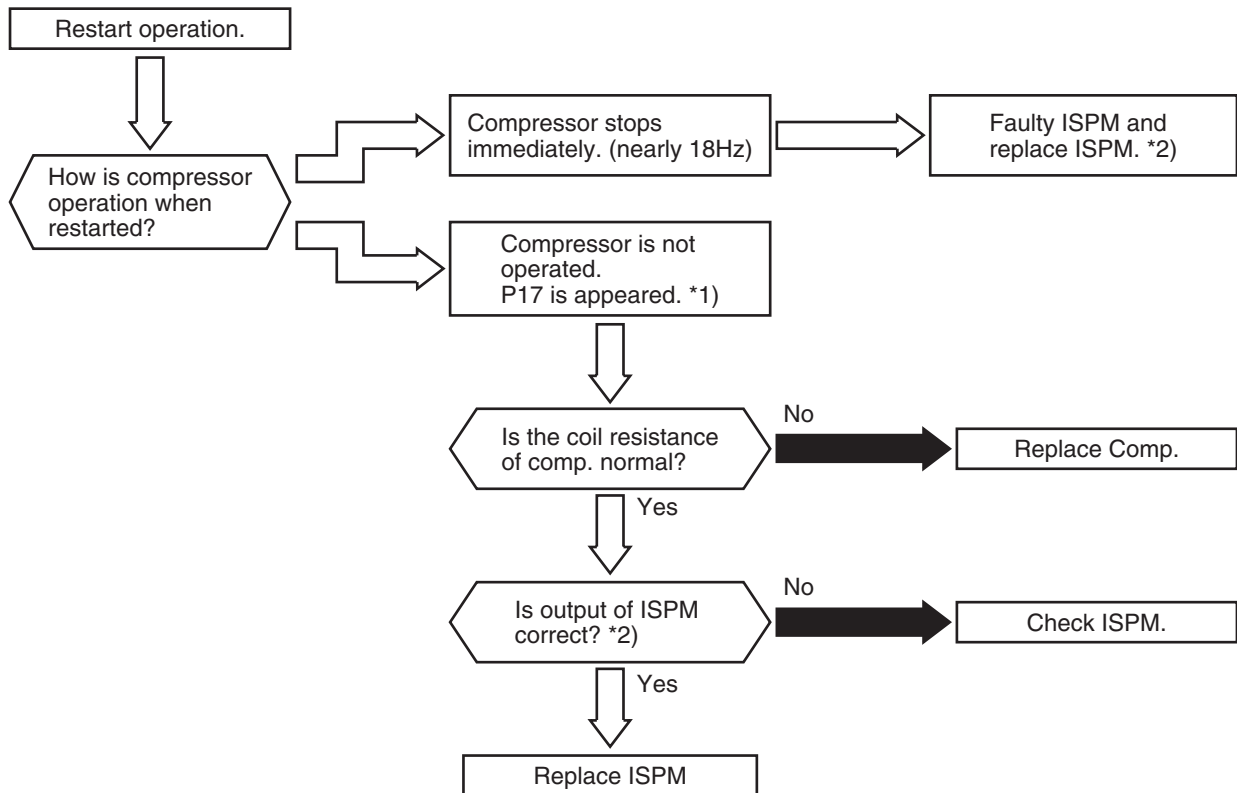 Restart operation.
How is compressor
operation when
restarted?
Compressor stops
immediately. (nearly 18Hz)
Faulty ISPM and
replace ISPM. *2)
Compressor is not
operated.
P17 is appeared. *1)
Is the coil resistance
of comp. normal?
No
Replace Comp.
Yes
Is output of ISPM
correct? *2)
No
Check ISPM.
Yes
Replace ISPM